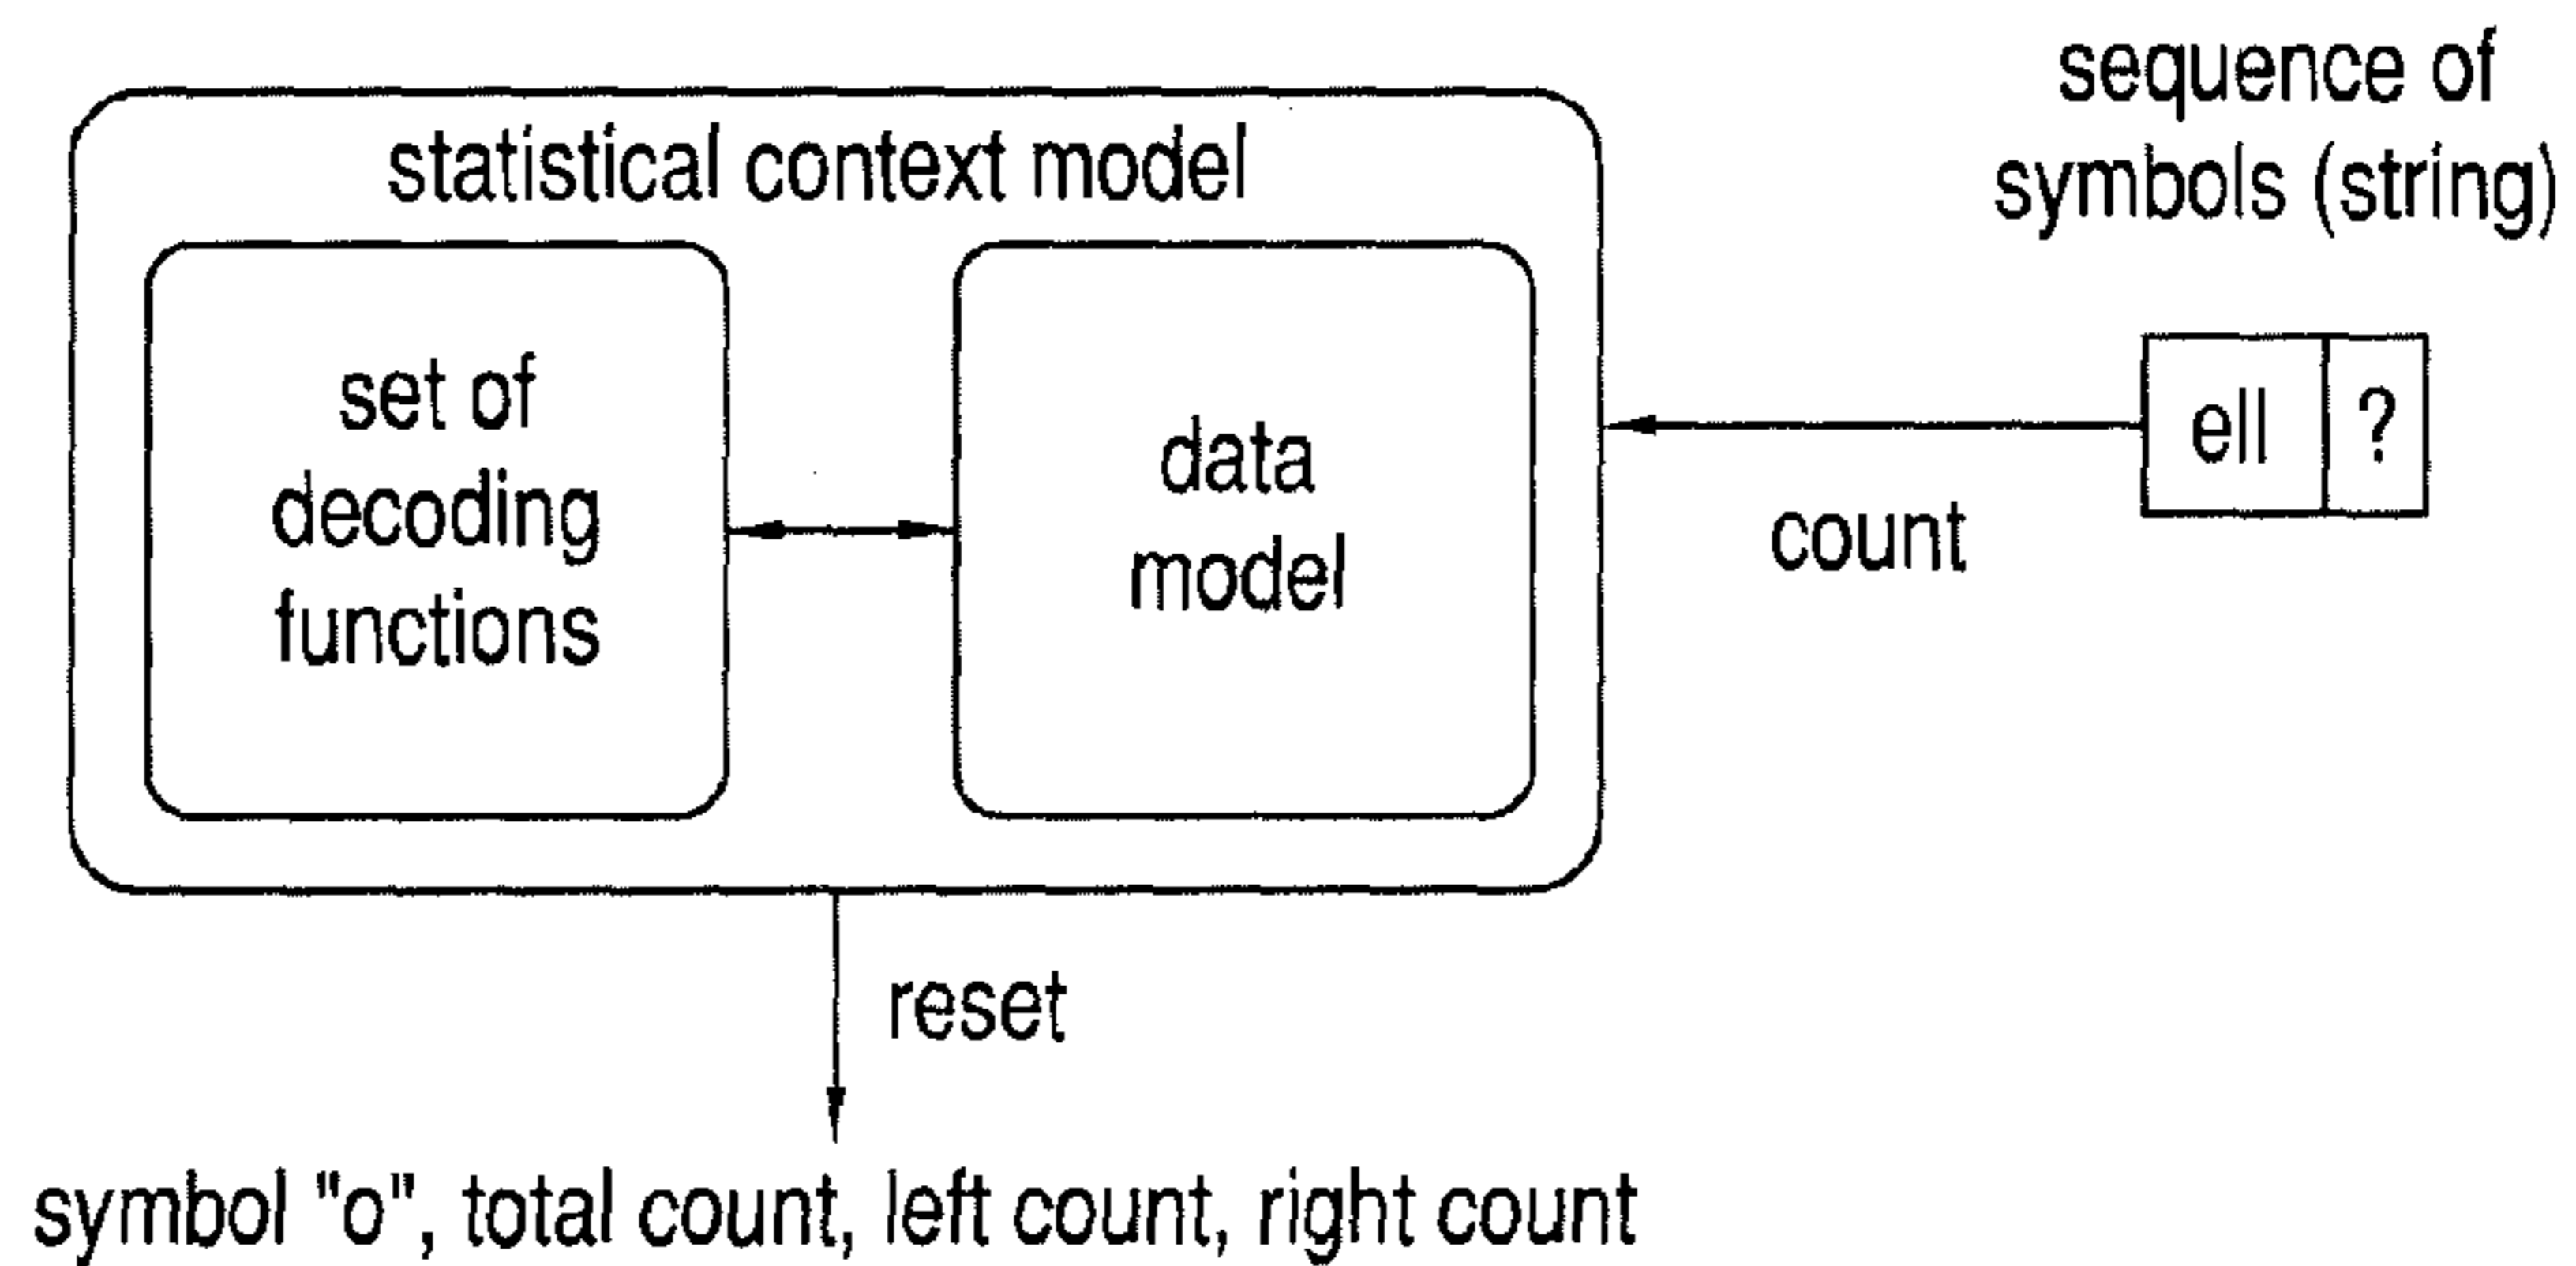 sequence of
symbols (string)
statistical context model
set of
decoding
functions
data
model
ell ?
count
reset
symbol "o", total count, left count, right count